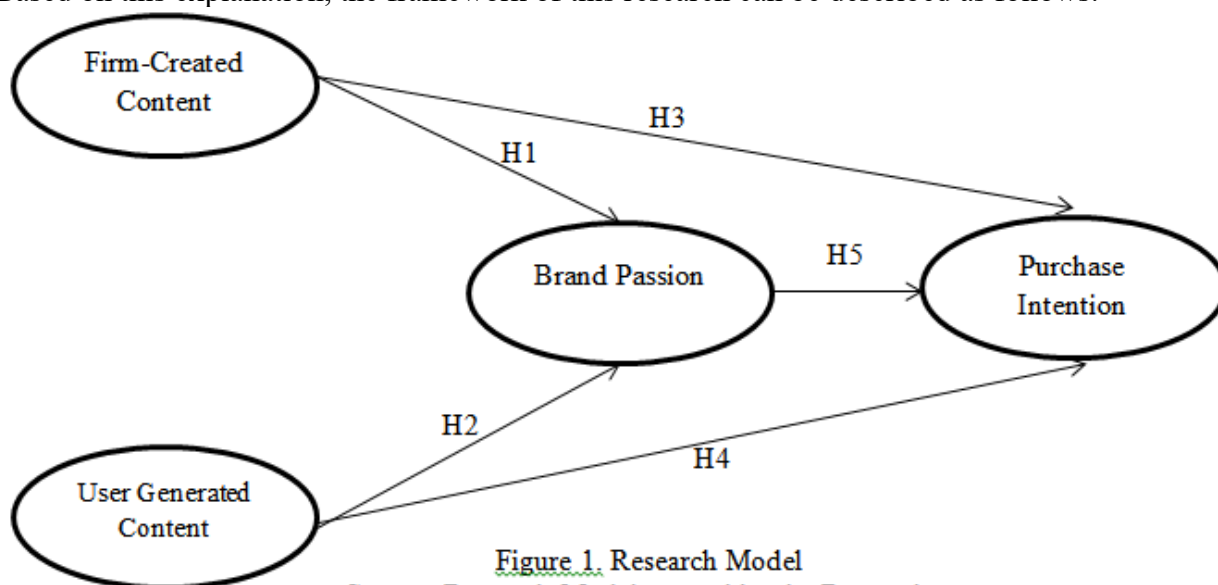 Based on this explanation, the framework of this research can be described as follows:
Firm-Created
Content
H3
H1
Brand Passion
H5
Purchase
Intention
H2
H4
User Generated
Content
Figure 1. Research Model